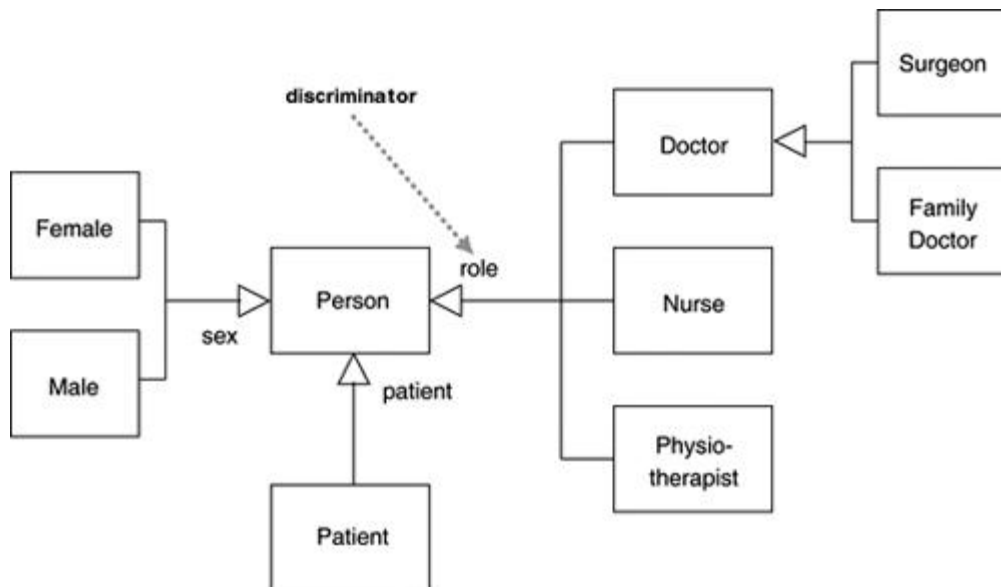 Surgeon
discriminator
Doctor
Female
Family
Doctor
role
Person
Nurse
sex
Male
patient
Physio-
therapist
Patient